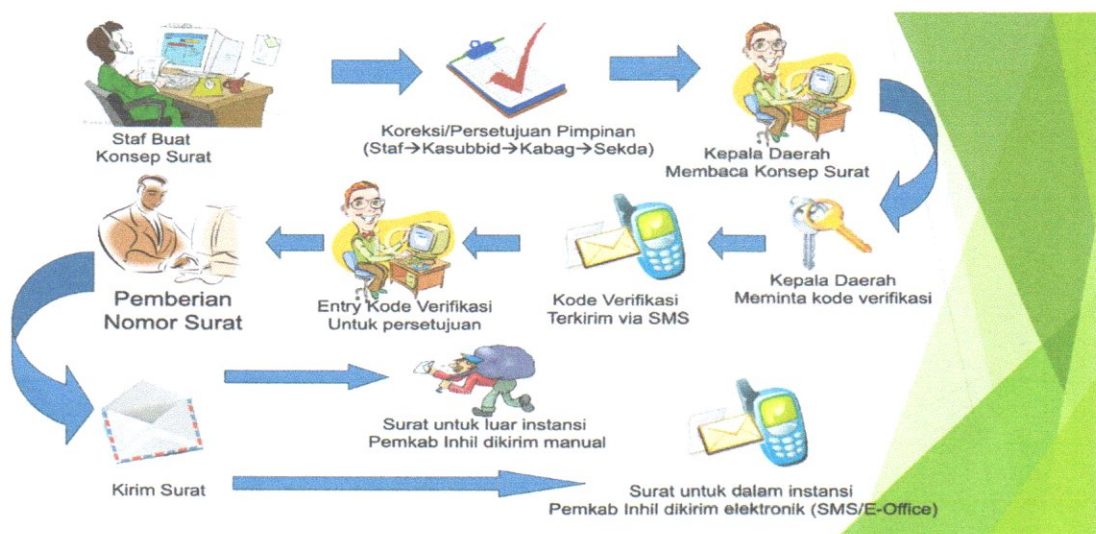 Staf Buat
Konsep Surat
Koreksi/Persetujuan Pimpinan
(Staf→Kasubbid→Kabag→Sekda)
Kepala Daerah
Membaca Konsep Surat
Kepala Daerah
Meminta kode verifikasi
Kode Verifikasi
Terkirim via SMS
Entry Kode Verifikasi
Untuk persetujuan
Pemberian
Nomor Surat
Kirim Surat
Surat untuk luar instansi
Pemkab Inhil dikirim manual
Surat untuk dalam instansi
Pemkab Inhil dikirim elektronik (SMS/E-Office)